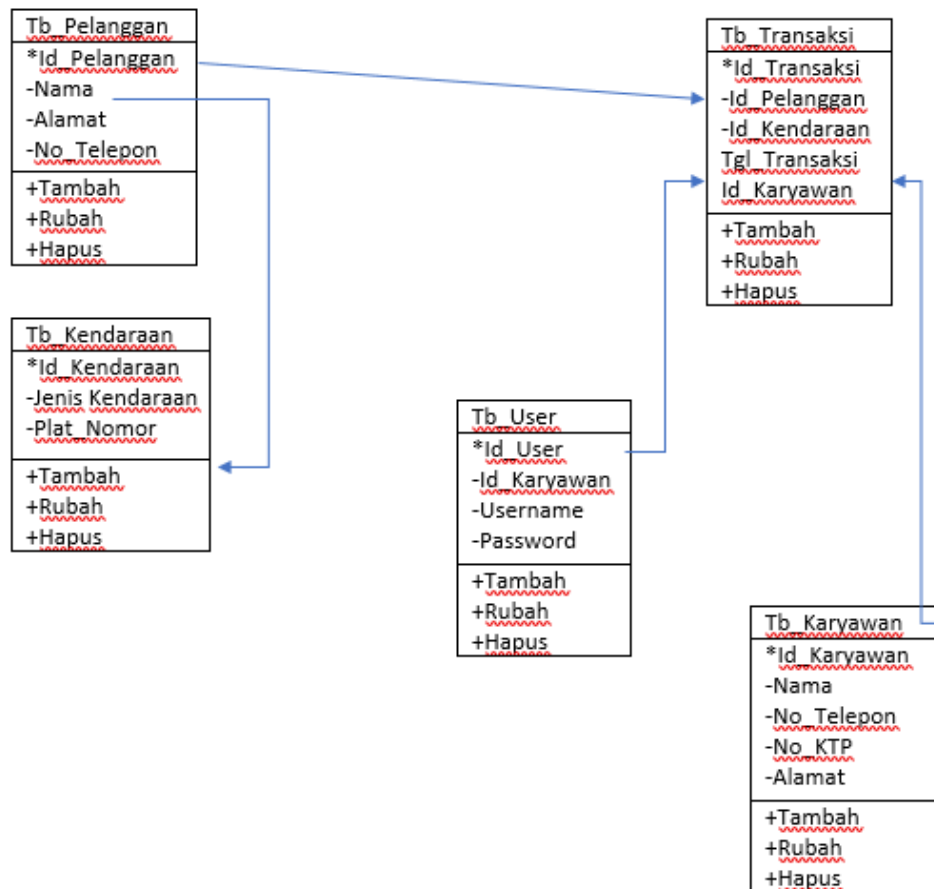 Tb_Pelanggan
*Id_Pelanggan
-Nama
-Alamat
-No_Telepon
+Tambah
+Rubah
+Hapus
Tb_Transaksi
*Id_Transaksi
-Id_Pelanggan
-Id_Kendaraan
Tgl_Transaksi
Id_Karyawan
+Tambah
+Rubah
+Hapus
Tb_Kendaraan
*Id_Kendaraan
-Jenis Kendaraan
-Plat_Nomor
+Tambah
+Rubah
+Hapus
Tb_User
*Id_User
-Id_Karyawan
-Username
-Password
+Tambah
+Rubah
+Hapus
Tb_Karyawan
*Id_Karyawan
-Nama
-No_Telepon
-No_KTP
-Alamat
+Tambah
+Rubah
+Hapus